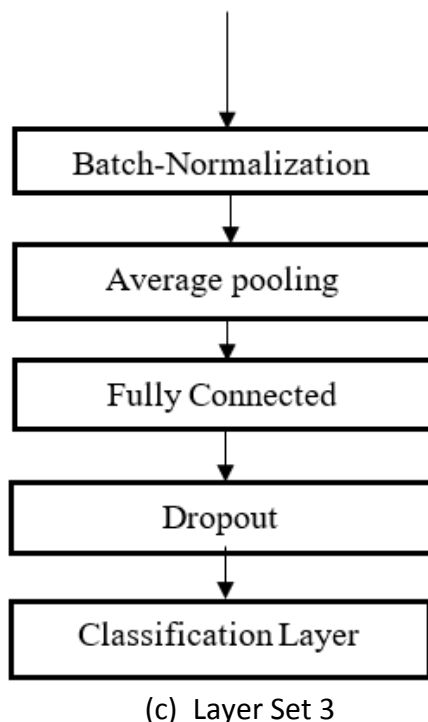 Batch-Normalization
Average pooling
Fully Connected
Dropout
Classification Layer
(c) Layer Set 3